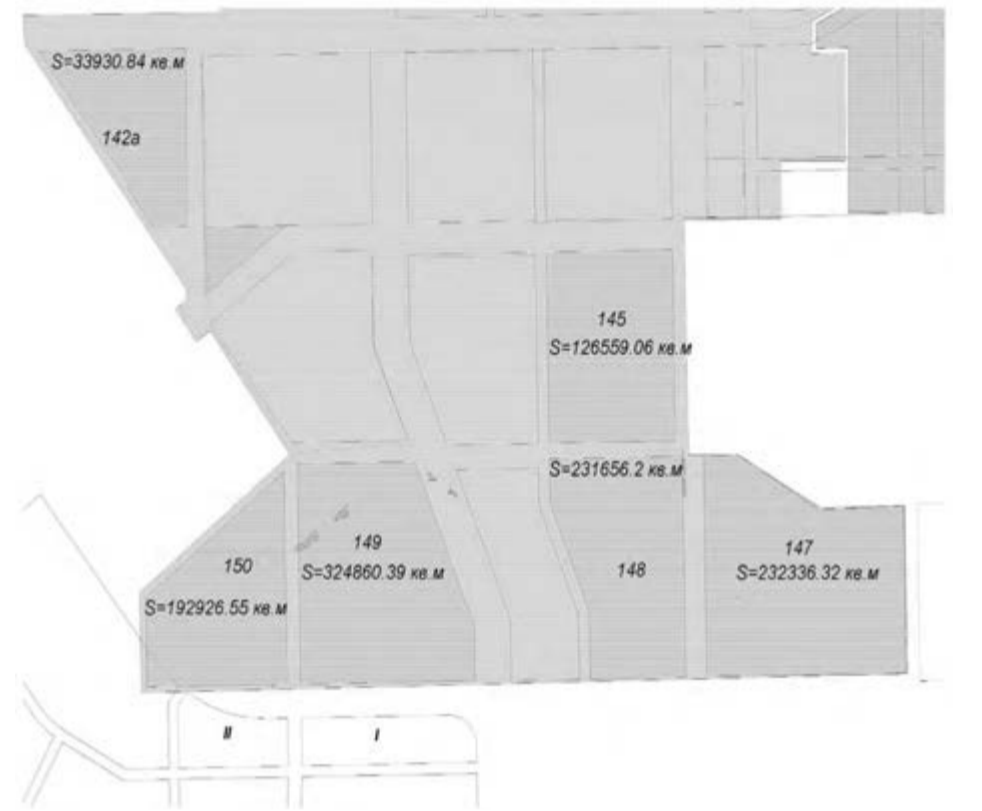 S=33930.84 кв.м
142а
145
S=126559.06 кв.м
S=231656.2 кв.м
148
147
S=232336.32 кв.м
149
S=324860.39 кв.м
150
S=192926.55 кв.м
II
I